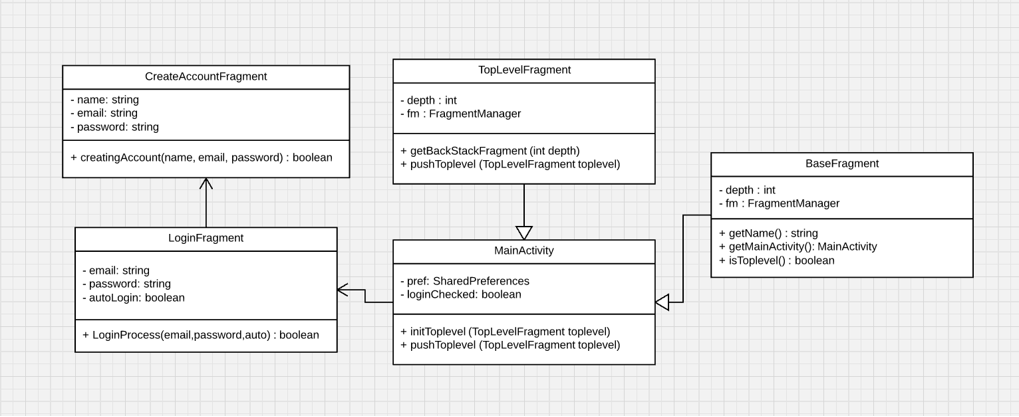 CreateAccountFragment
- name: string
- email: string
- password: string
+ creatingAccount(name, email, password) : boolean
TopLevelFragment
- depth : int
- fm : FragmentManager
+ getBackStackFragment (int depth)
+ pushToplevel (TopLevelFragment toplevel)
BaseFragment
- depth : int
- fm : FragmentManager
+ getName() : string
+ getMainActivity(): MainActivity
+ isToplevel() : boolean
LoginFragment
- email: string
- password: string
- autoLogin: boolean
+ LoginProcess(email,password,auto) : boolean
MainActivity
- pref: SharedPreferences
- loginChecked: boolean
+ initToplevel (TopLevelFragment toplevel)
+ pushToplevel (TopLevelFragment toplevel)